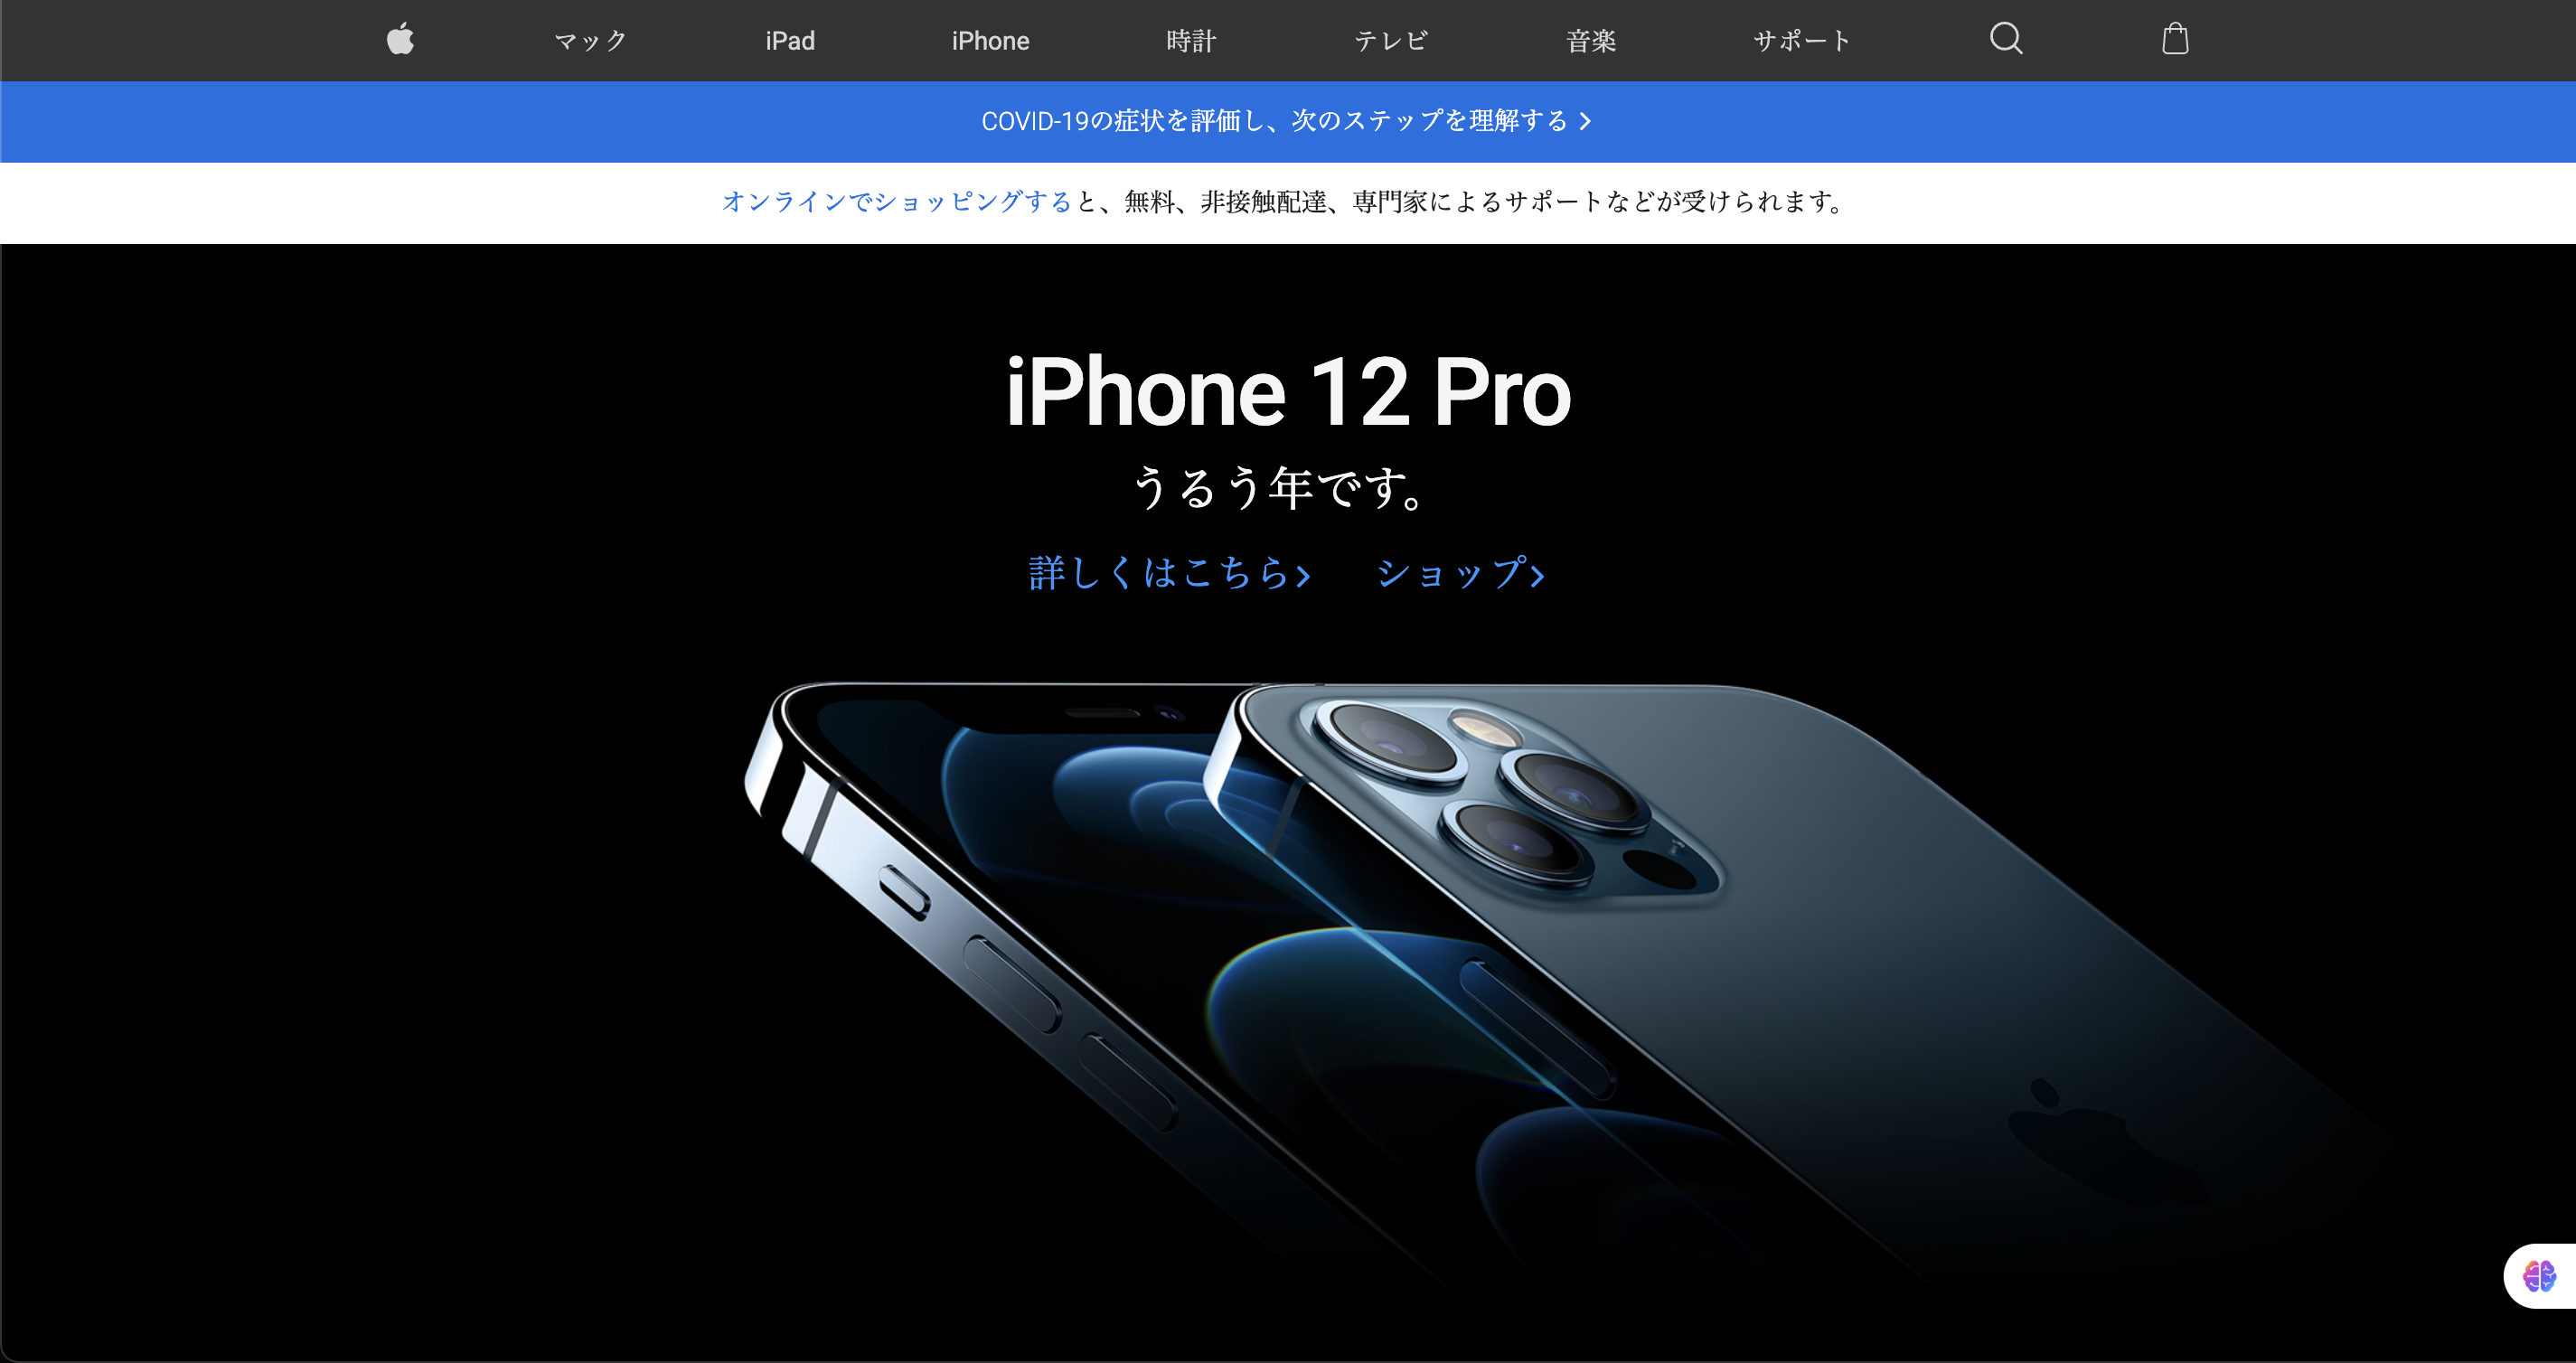 マック iPad iPhone 時計 テレビ 音楽 サポート
COVID-19の症状を評価し、次のステップを理解する
オンラインでショッピングすると、無料、非接触配達、専門家によるサポートなどが受けられます。
iPhone 12 Pro
うるう年です。
詳しくはこちら ショップ